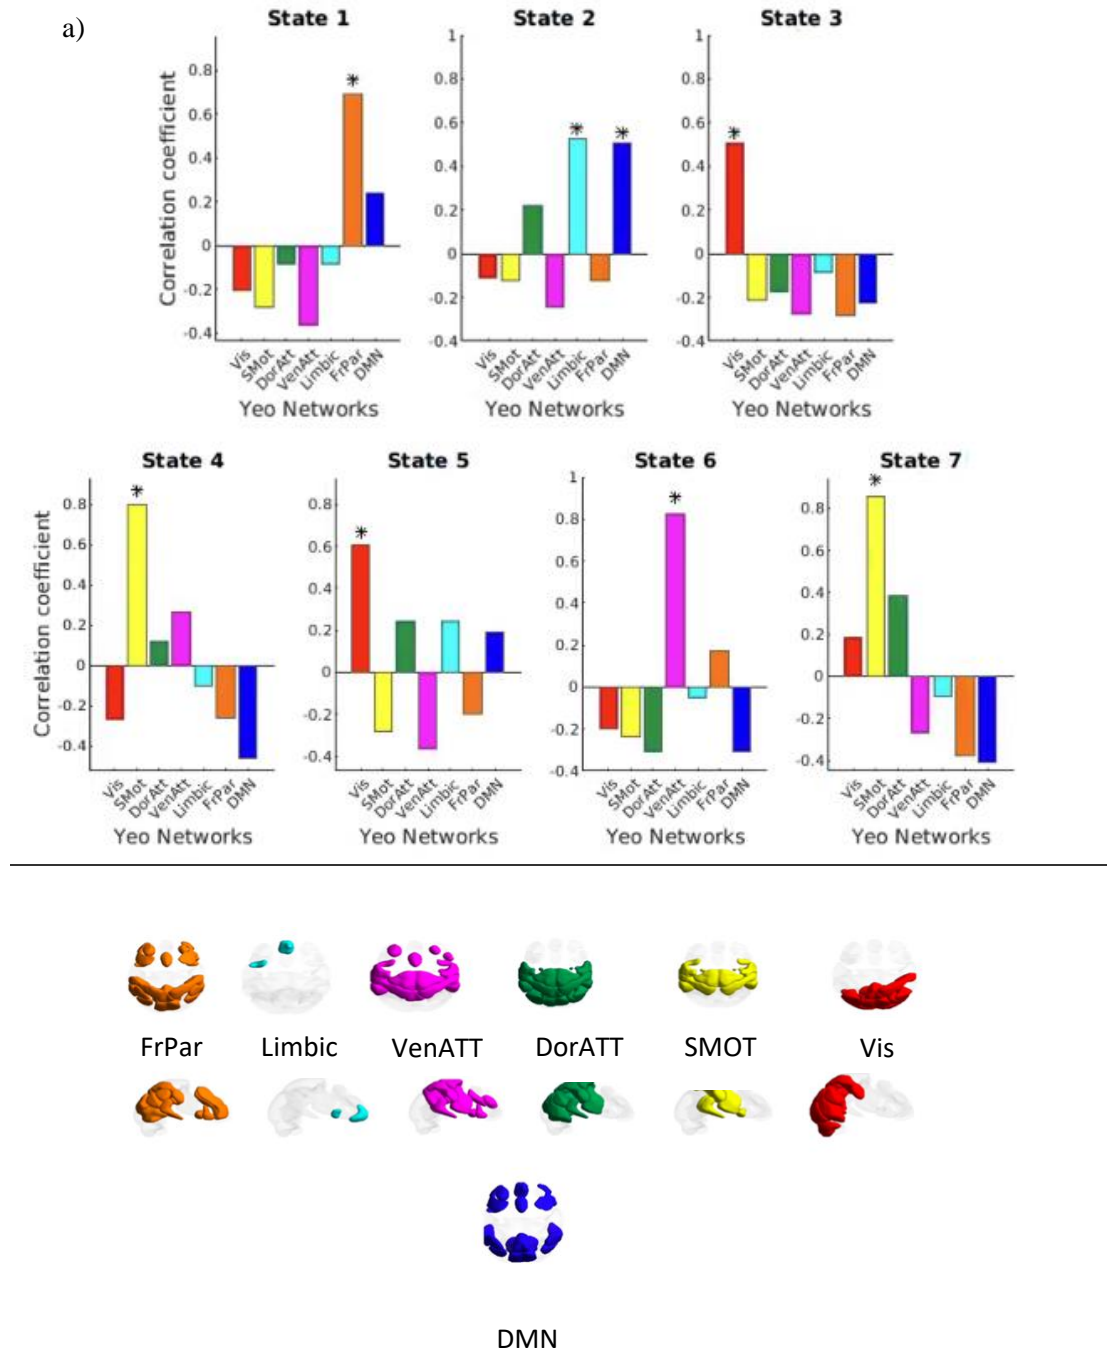 a)
State 1
State 2
State 3
Correlation coefficient
0.8
0.6
0.4
0.2
0
-0.2
-0.4
1
0.8
0.6
0.4
0.2
0
-0.2
-0.4
1
0.8
0.6
0.4
0.2
0
-0.2
-0.4
*
* *
*
Vis SMot DorAtt VenAtt Limbic FrPar DMN
Vis SMot DorAtt VenAtt Limbic FrPar DMN
Vis SMot DorAtt VenAtt Limbic FrPar DMN
Yeo Networks
Yeo Networks
Yeo Networks
State 4
State 5
State 6
State 7
Correlation coefficient
0.8
0.6
0.4
0.2
0
-0.2
-0.4
0.8
0.6
0.4
0.2
0
-0.2
-0.4
1
0.8
0.6
0.4
0.2
0
-0.2
-0.4
0.8
0.6
0.4
0.2
0
-0.2
-0.4
*
*
*
*
Vis SMot DorAtt VenAtt Limbic FrPar DMN
Vis SMot DorAtt VenAtt Limbic FrPar DMN
Vis SMot DorAtt VenAtt Limbic FrPar DMN
Vis SMot DorAtt VenAtt Limbic FrPar DMN
Yeo Networks
Yeo Networks
Yeo Networks
Yeo Networks
FrPar
Limbic
VenATT
DorATT
SMOT
Vis
DMN